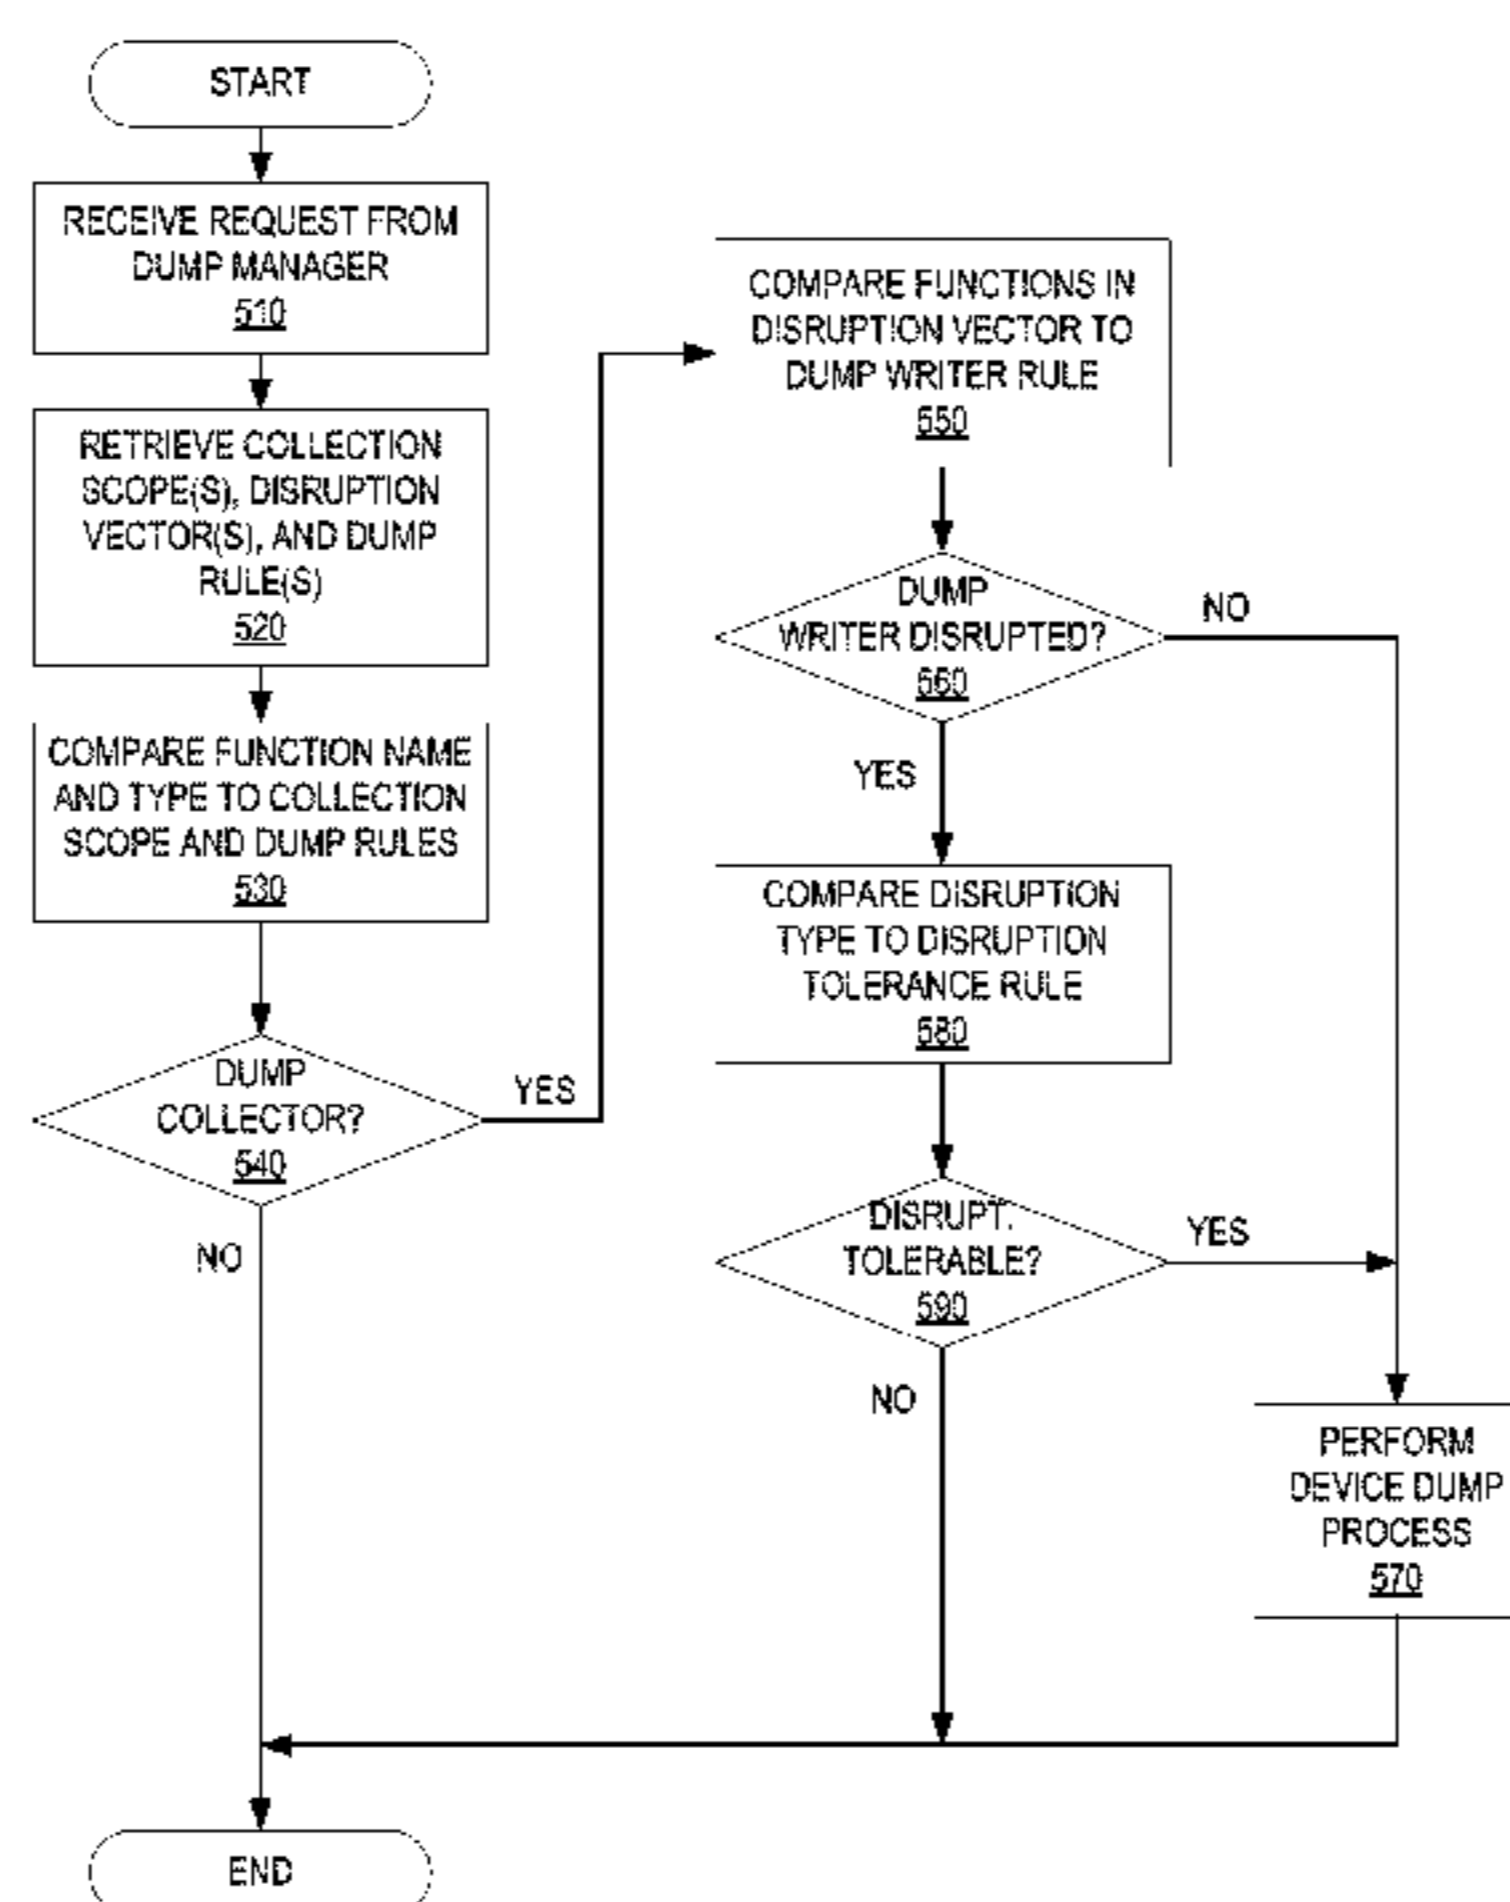 START
RECEIVE REQUEST FROM
DUMP MANAGER
510
RETRIEVE COLLECTION
SCOPE(S), DISRUPTION
VECTOR(S), AND DUMP
RULE(S)
520
COMPARE FUNCTION NAME
AND TYPE TO COLLECTION
SCOPE AND DUMP RULES
530
DUMP
COLLECTOR?
540
YES
NO
COMPARE FUNCTIONS IN
DISRUPTION VECTOR TO
DUMP WRITER RULE
550
DUMP
WRITER DISRUPTED?
560
NO
YES
COMPARE DISRUPTION
TYPE TO DISRUPTION
TOLERANCE RULE
580
DISRUPT.
TOLERABLE?
590
YES
NO
PERFORM
DEVICE DUMP
PROCESS
570
END